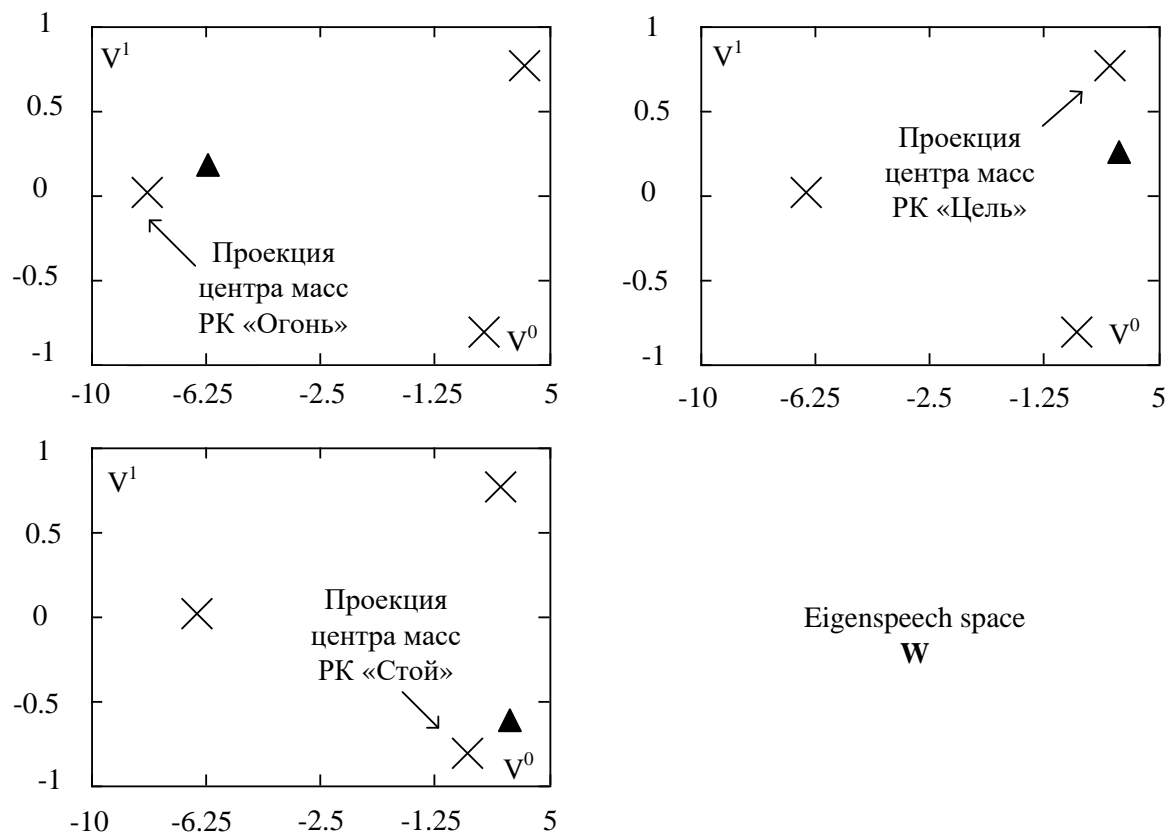 1
V¹
0.5
0
-0.5
-1
Проекция
центра масс
РК «Огонь»
V⁰
-10 -6.25 -2.5 -1.25 5
1
V¹
0.5
0
-0.5
-1
Проекция
центра масс
РК «Цель»
V⁰
-10 -6.25 -2.5 -1.25 5
1
V¹
0.5
0
-0.5
-1
Проекция
центра масс
РК «Стой»
V⁰
-10 -6.25 -2.5 -1.25 5
Eigenspeech space
W